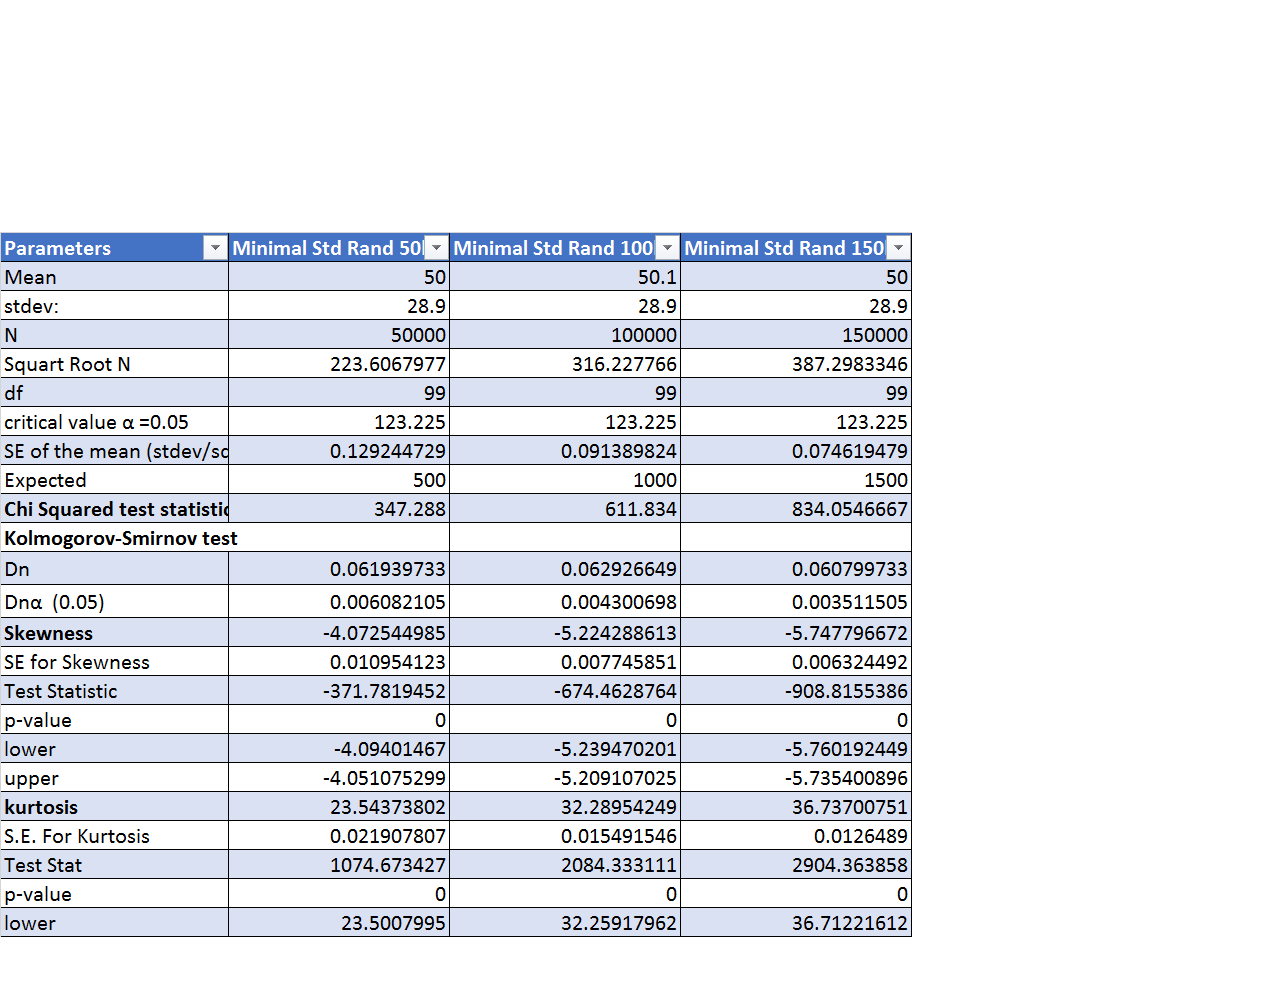 Parameters Minimal Std Rand 50 Minimal Std Rand 100 Minimal Std Rand 150
Mean 50 50.1 50
stdev: 28.9 28.9 28.9
N 50000 100000 150000
Squart Root N 223.6067977 316.227766 387.2983346
df 99 99 99
critical value α =0.05 123.225 123.225 123.225
SE of the mean (stdev/sq 0.129244729 0.091389824 0.074619479
Expected 500 1000 1500
Chi Squared test statistic 347.288 611.834 834.0546667
Kolmogorov-Smirnov test
Dn 0.061939733 0.062926649 0.060799733
Dnα (0.05) 0.006082105 0.004300698 0.003511505
Skewness -4.072544985 -5.224288613 -5.747796672
SE for Skewness 0.010954123 0.007745851 0.006324492
Test Statistic -371.7819452 -674.4628764 -908.8155386
p-value 0 0 0
lower -4.09401467 -5.239470201 -5.760192449
upper -4.051075299 -5.209107025 -5.735400896
kurtosis 23.54373802 32.28954249 36.73700751
S.E. For Kurtosis 0.021907807 0.015491546 0.0126489
Test Stat 1074.673427 2084.333111 2904.363858
p-value 0 0 0
lower 23.5007995 32.25917962 36.71221612